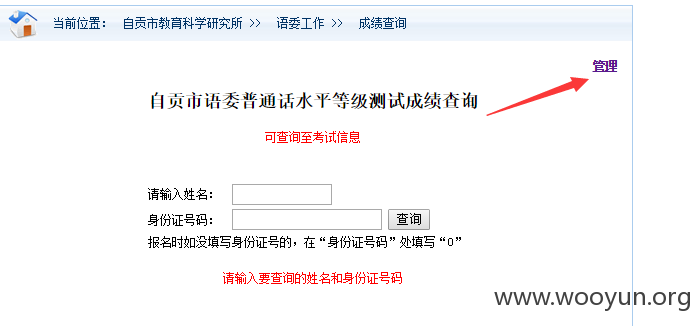 当前位置： 自贡市教育科学研究所 >> 语委工作 >> 成绩查询
管理
自贡市语委普通话水平等级测试成绩查询
可查询至考试信息
请输入姓名：
身份证号码： 查询
报名时如没填写身份证号的，在“身份证号码”处填写“0”
请输入要查询的姓名和身份证号码
www.wooyun.org